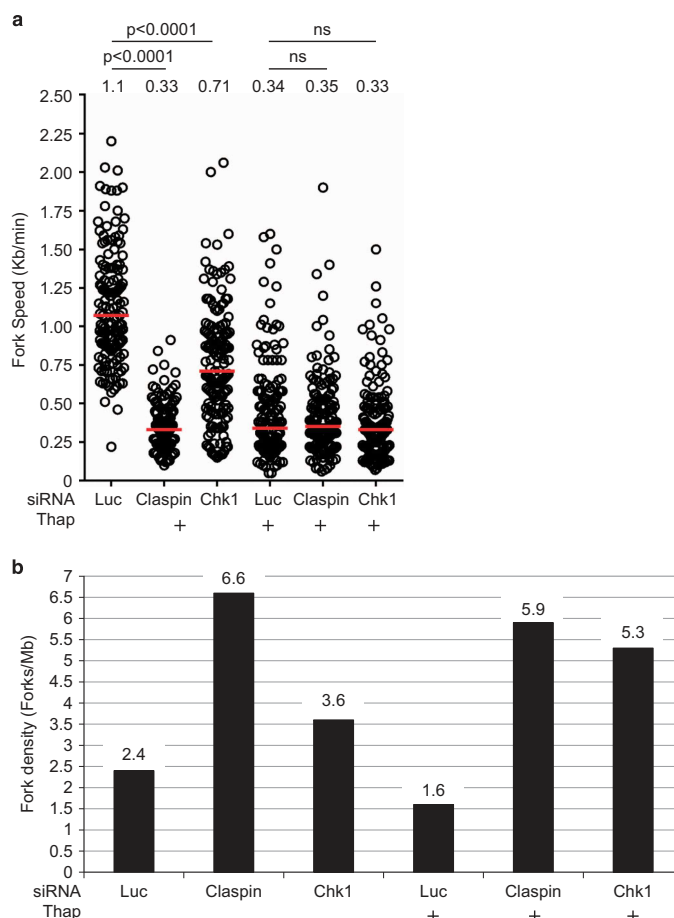 a
p<0.0001 ns
p<0.0001 ns
1.1 0.33 0.71 0.34 0.35 0.33
Fork Speed (Kb/min)
2.50
2.25
2.00
1.75
1.50
1.25
1.00
0.75
0.50
0.25
0
siRNA Luc Claspin Chk1 Luc Claspin Chk1
Thap + + + +
b
Fork density (Forks/Mb)
7
6.5
6
5.5
5
4.5
4
3.5
3
2.5
2
1.5
1
0.5
0
2.4 6.6 3.6 1.6 5.9 5.3
siRNA Luc Claspin Chk1 Luc Claspin Chk1
Thap + + +